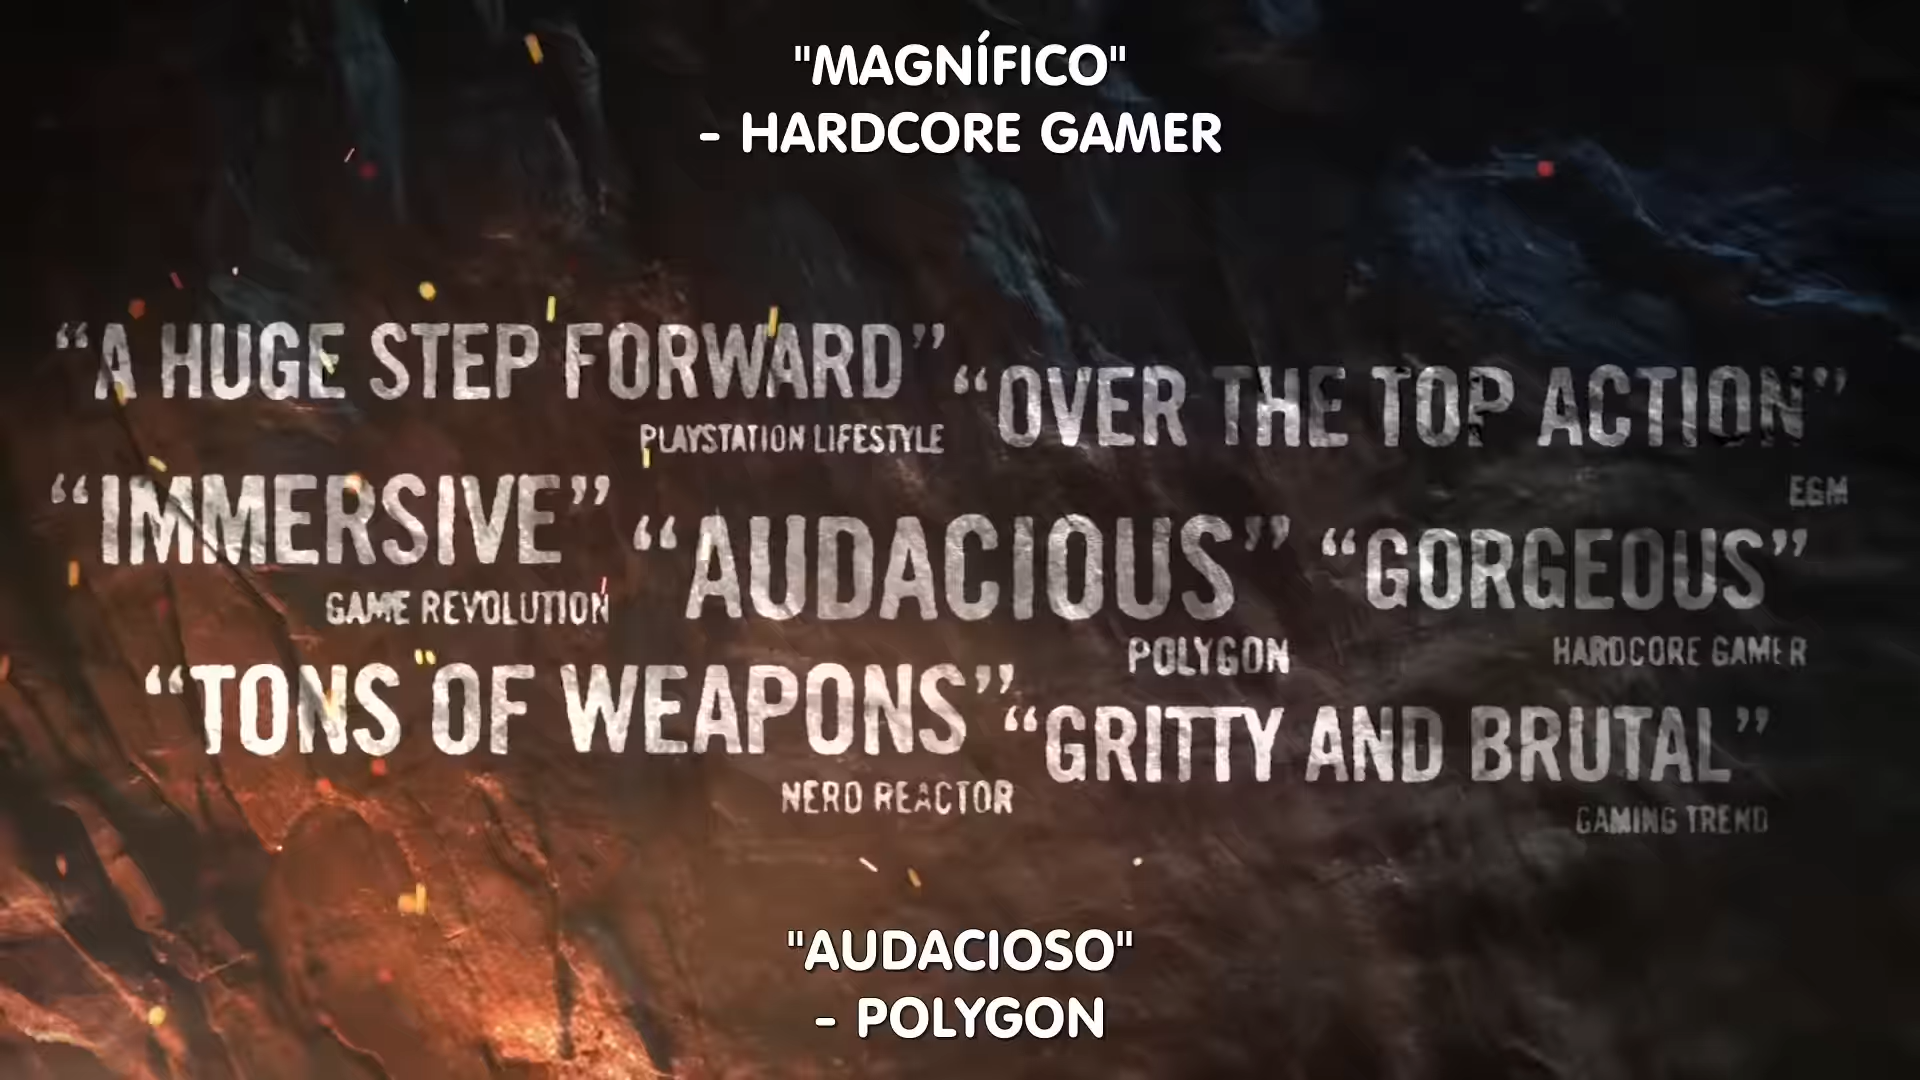 "MAGNÍFICO"
- HARDCORE GAMER
“A HUGE STEP FORWARD”
PLAYSTATION LIFESTYLE
“OVER THE TOP ACTION”
EGM
“IMMERSIVE”
GAME REVOLUTION
“AUDACIOUS”
POLYGON
“GORGEOUS”
HARDCORE GAMER
“TONS OF WEAPONS”
NERD REACTOR
“GRITTY AND BRUTAL”
GAMING TREND
"AUDACIOSO"
- POLYGON